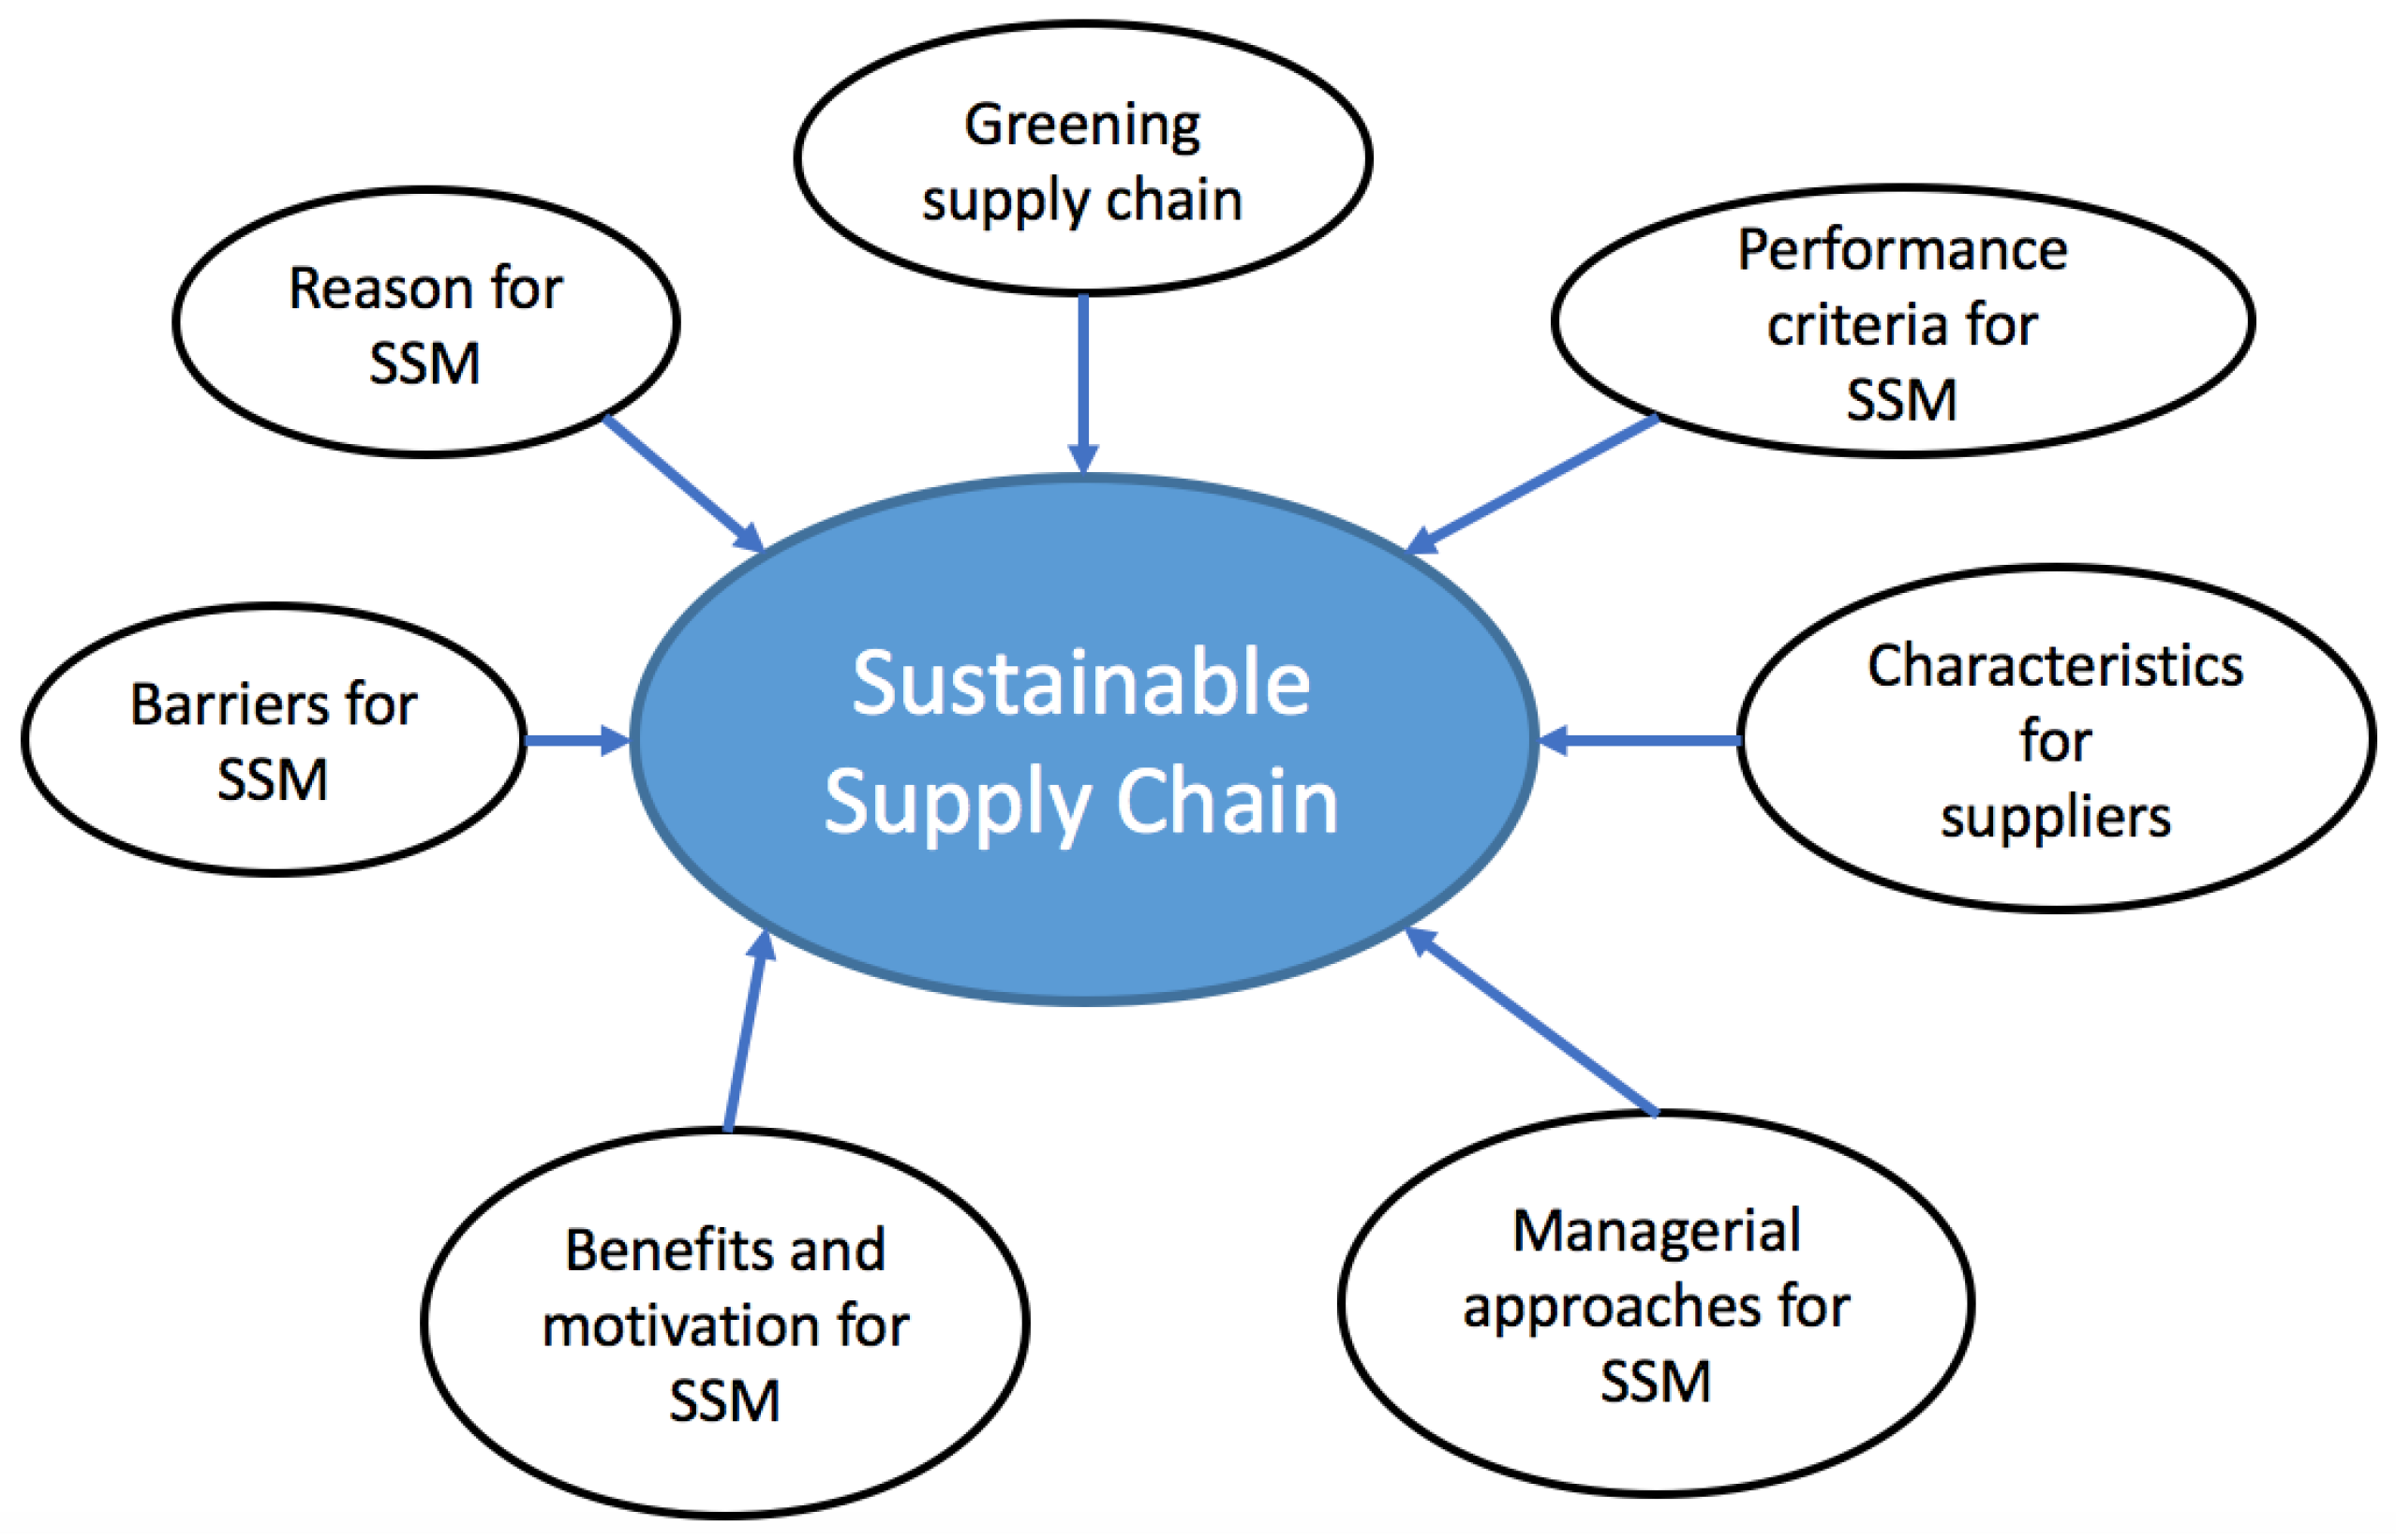 Greening
supply chain
Reason for
SSM
Performance
criteria for
SSM
Barriers for
SSM
Sustainable
Supply Chain
Characteristics
for
suppliers
Benefits and
motivation for
SSM
Managerial
approaches for
SSM